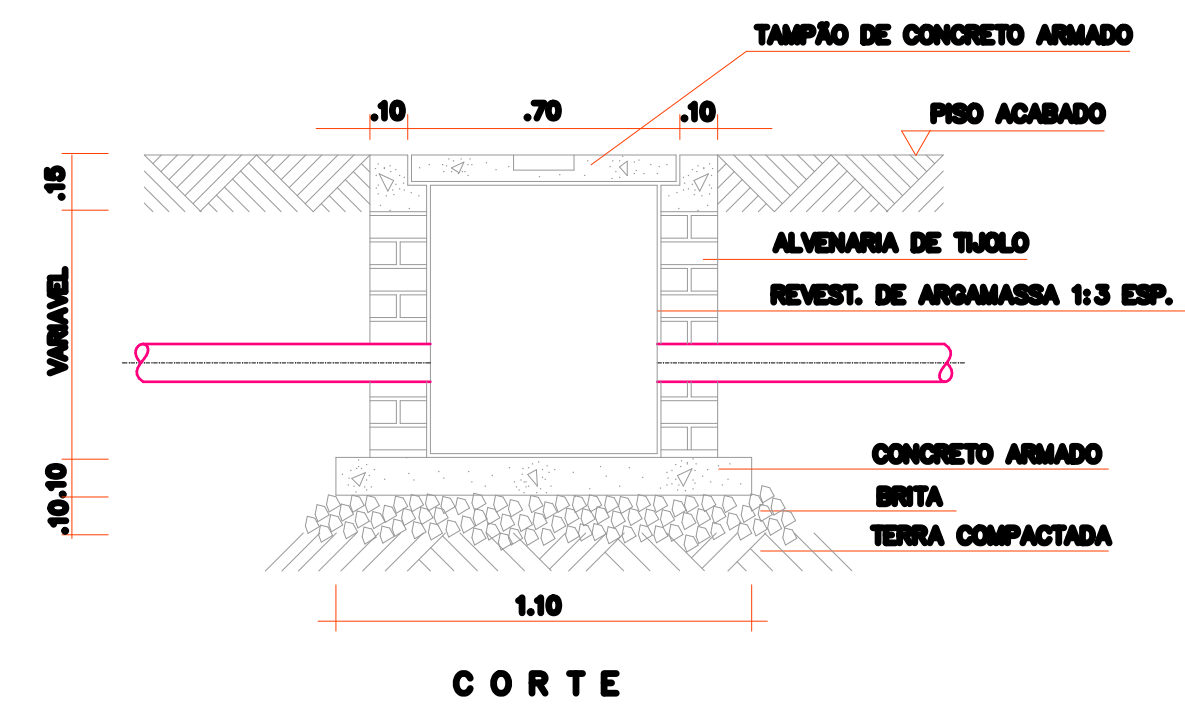 TAMPÃO DE CONCRETO ARMADO
.10 .70 .10
PISO ACABADO
.15
ALVENARIA DE TIJOLO
REVEST. DE ARGAMASSA 1:3 ESP.
VARIAVEL
CONCRETO ARMADO
.10 .10
BRITA
TERRA COMPACTADA
1.10
CORTE